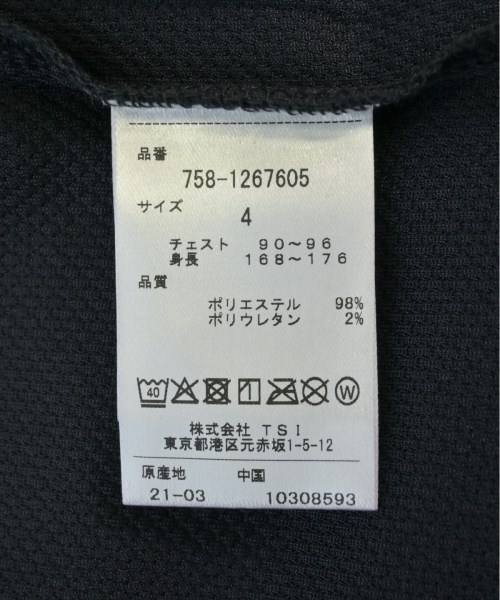 品番
758-1267605
サイズ
4
チェスト 90～96
身長 168～176
品質
ポリエステル 98%
ポリウレタン 2%
40 W
株式会社 TSI
東京都港区元赤坂1-5-12
原産地 中国
21-03 10308593